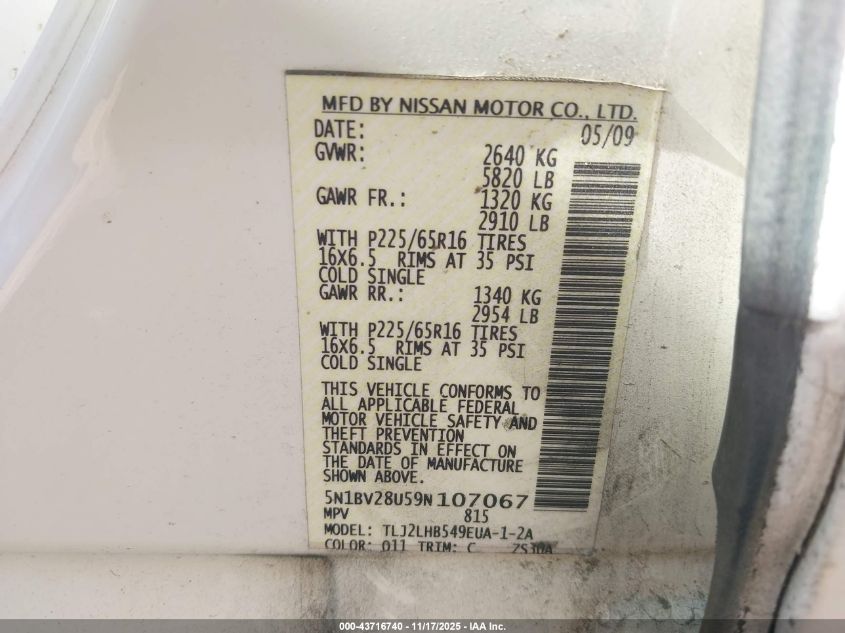 MFD BY NISSAN MOTOR CO., LTD.
DATE: 05/09
GVWR: 2640 KG
5820 LB
GAWR FR.: 1320 KG
2910 LB
WITH P225/65R16 TIRES
16X6.5 RIMS AT 35 PSI
COLD SINGLE
GAWR RR.: 1340 KG
2954 LB
WITH P225/65R16 TIRES
16X6.5 RIMS AT 35 PSI
COLD SINGLE
THIS VEHICLE CONFORMS TO
ALL APPLICABLE FEDERAL
MOTOR VEHICLE SAFETY AND
THEFT PREVENTION
STANDARDS IN EFFECT ON
THE DATE OF MANUFACTURE
SHOWN ABOVE.
5N1BV28U59N107067
MPV 815
MODEL: TLJ2LHB549EUA-1-2A
COLOR: TRIM: C
000-43716740 - 11/17/2025 - IAA Inc.